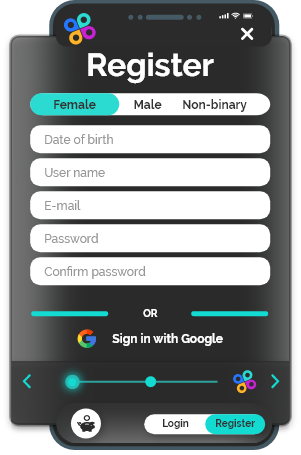 Register
Female Male Non-binary
Date of birth
User name
E-mail
Password
Confirm password
OR
Sign in with Google
Login Register